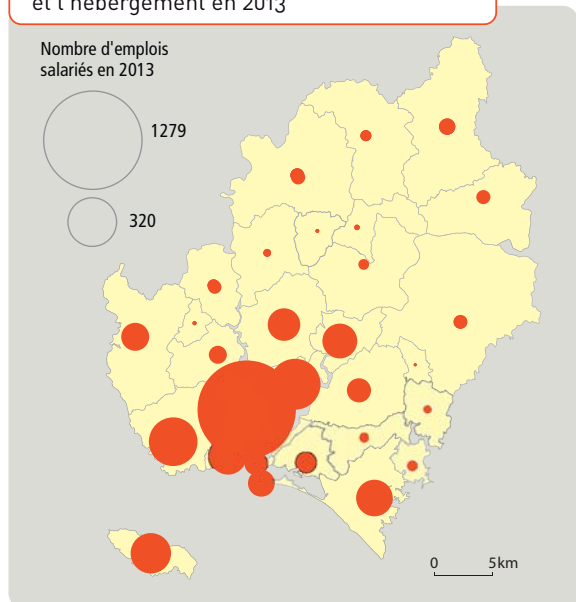 et l'hébergement en 2013
Nombre d'emplois
salariés en 2013
1279
320
0 5km